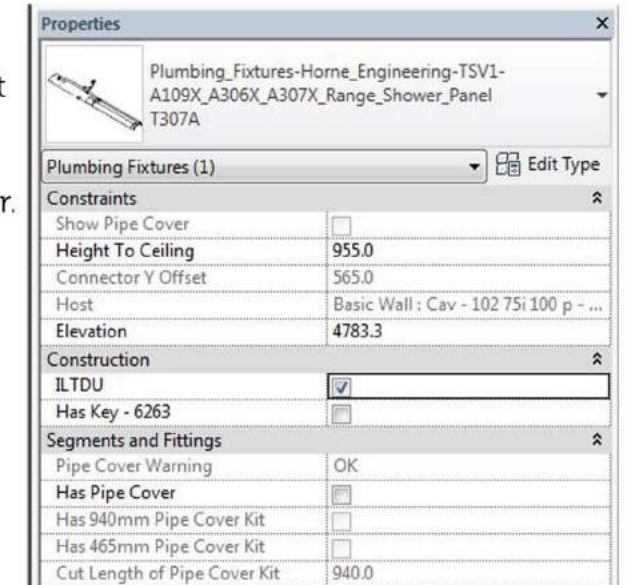 Properties x
t
Plumbing_Fixtures-Horne_Engineering-TSV1-
A109X_A306X_A307X_Range_Shower_Panel
T307A
Plumbing Fixtures (1) Edit Type
r.
Constraints
Show Pipe Cover
Height To Ceiling 955.0
Connector Y Offset 565.0
Host Basic Wall : Cav - 102 75i 100 p - ...
Elevation 4783.3
Construction
ILTDU
Has Key - 6263
Segments and Fittings
Pipe Cover Warning OK
Has Pipe Cover
Has 940mm Pipe Cover Kit
Has 465mm Pipe Cover Kit
Cut Length of Pipe Cover Kit 940.0